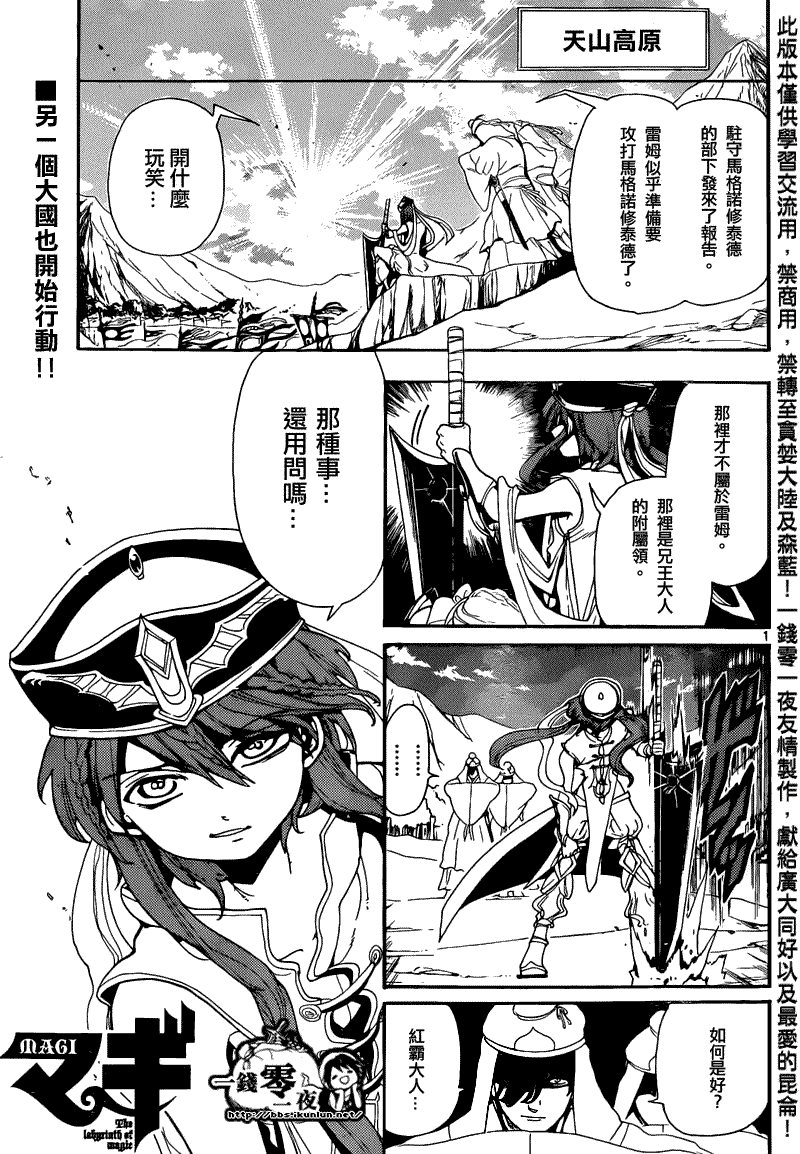 天山高原
駐守馬格諾修泰德
的部下發來了報告。
雷姆似乎準備要
攻打馬格諾修泰德了。
開什麼
玩笑…
■另一個大國也開始行動!!
那裡才不屬於雷姆。
那裡是兄王大人
的附屬領。
那種事…
還用問嗎…
1
……
如何是好?
紅霸大人…
MAGI
マギ
The
labyrinth of
magic
一錢零一夜
http://bbs.ikunlun.net/
此版本僅供學習交流用,禁商用,禁轉至貪婪大陸及森藍!一錢零一夜友情製作,獻給廣大同好以及最愛的昆侖!